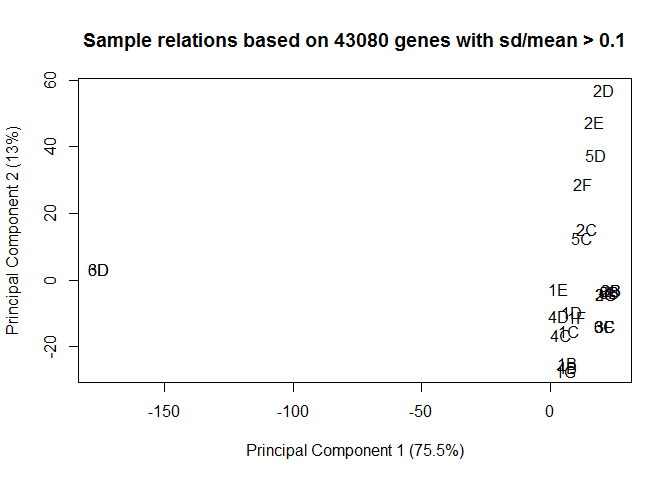 Sample relations based on 43080 genes with sd/mean > 0.1
Principal Component 2 (13%)
60
40
20
0
-20
2D
2E
5D
2F
2C
5C
1E
1D
4D
1F
1C
4C
1B
-150
-100
-50
0
Principal Component 1 (75.5%)